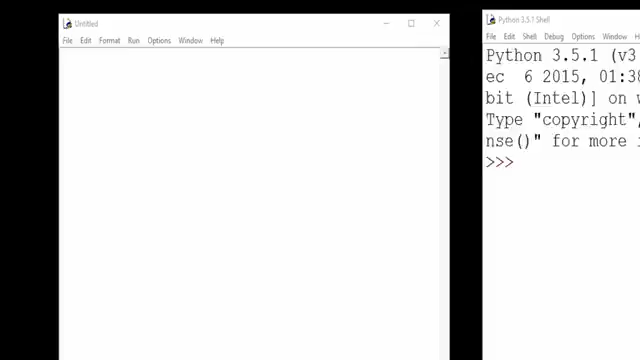 Untitled
File Edit Format Run Options Window Help
Python 3.5.1 Shell
File Edit Shell Debug Options Window
Python 3.5.1 (v3
ec 6 2015, 01:38
bit (Intel)] on
Type "copyright",
nse()" for more
>>>